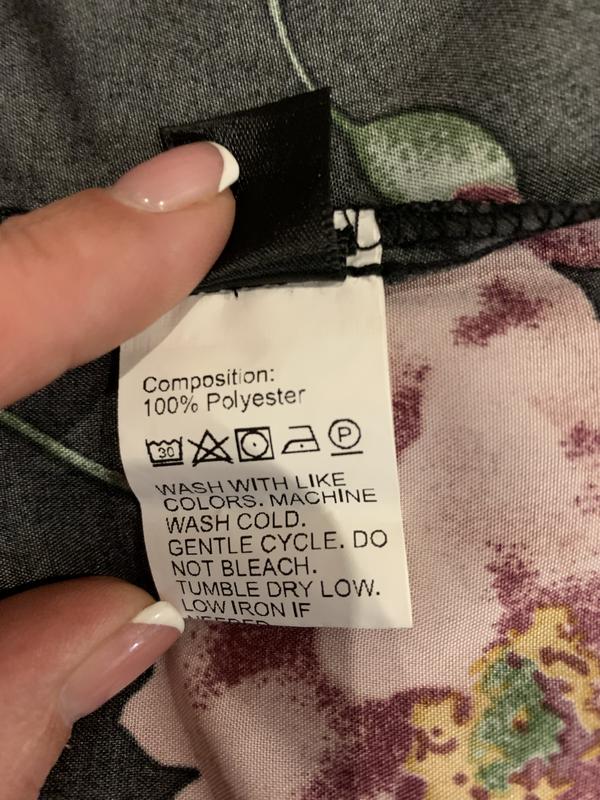 Composition:
100% Polyester
30 P
WASH WITH LIKE
COLORS. MACHINE
WASH COLD.
GENTLE CYCLE. DO
NOT BLEACH.
TUMBLE DRY LOW.
LOW IRON IF
NEEDED